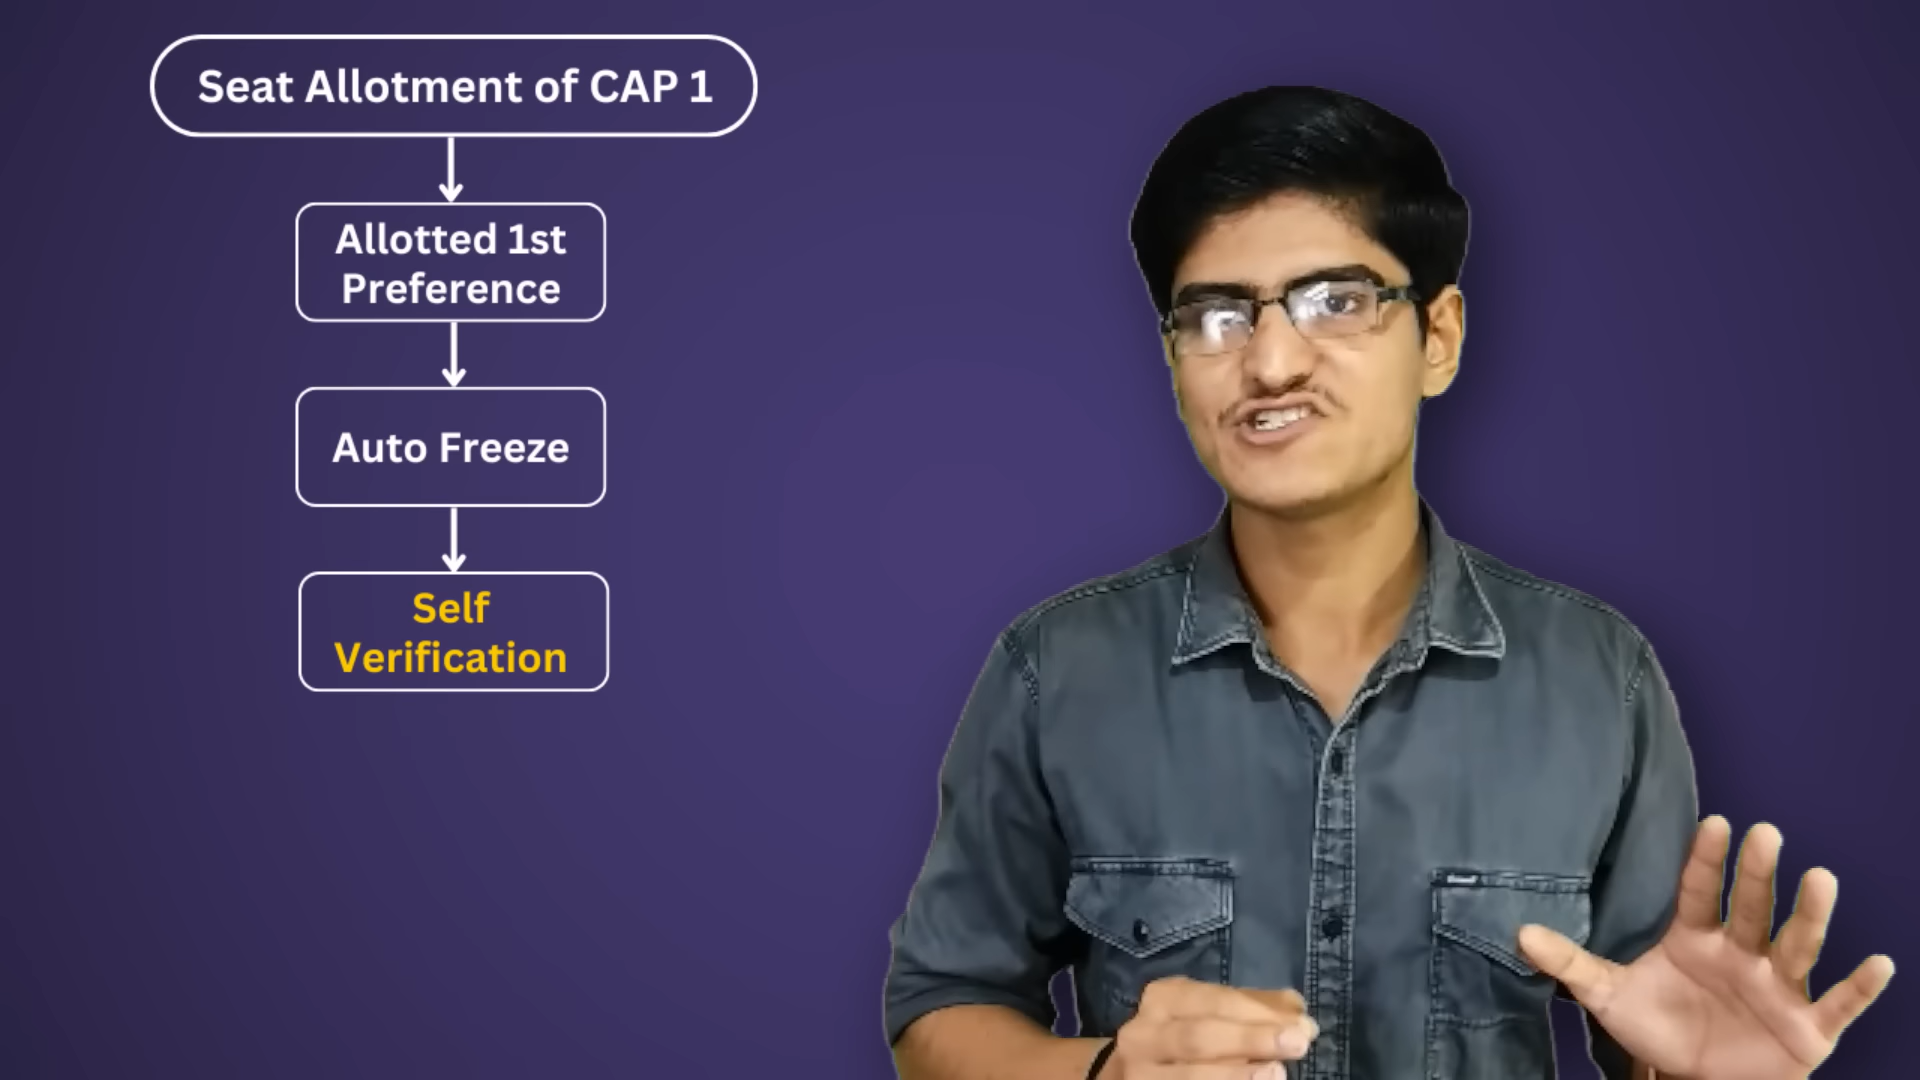 Seat Allotment of CAP 1
Allotted 1st
Preference
Auto Freeze
Self
Verification